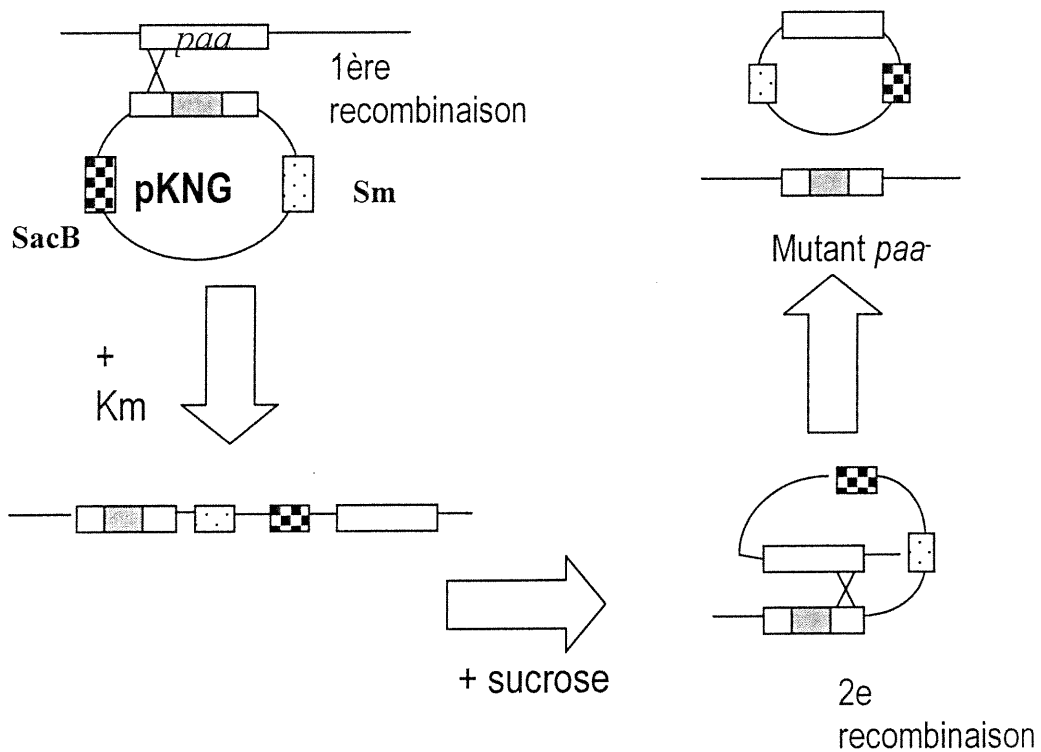 paa
1ère
recombinaison
pKNG
Sm
SacB
+
Km
+ sucrose
2e
recombinaison
Mutant paa-